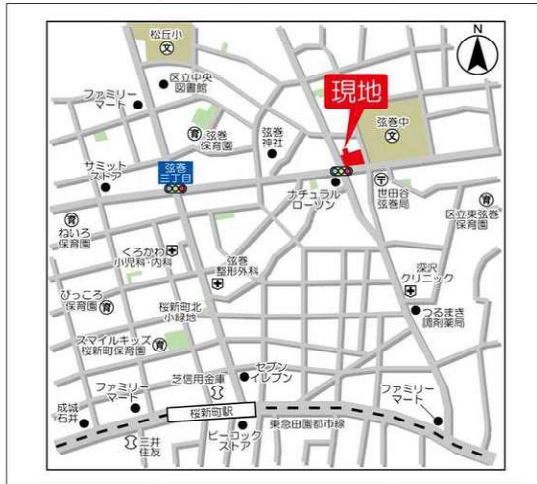 松丘小
文
N
区立中央
図書館
ファミリー
マート
現地
弦巻中
文
育
弦巻
保育園
弦巻
神社
サミット
ストア
弦巻
三丁目
ナチュラル
ローソン
世田谷
弦巻局
育
区立東弦巻
保育園
育
ねいろ
保育園
くろかわ
小児科・内科
弦巻
整形外科
深沢
クリニック
ぴっころ
保育園
育
桜新町北
小緑地
つるまき
調剤薬局
スマイルキッズ
桜新町保育園
育
セブン
イレブン
芝信用金庫
ファミリー
マート
ファミリー
マート
成城
石井
桜新町駅
東急田園都市線
三井
住友
ピーコック
ストア